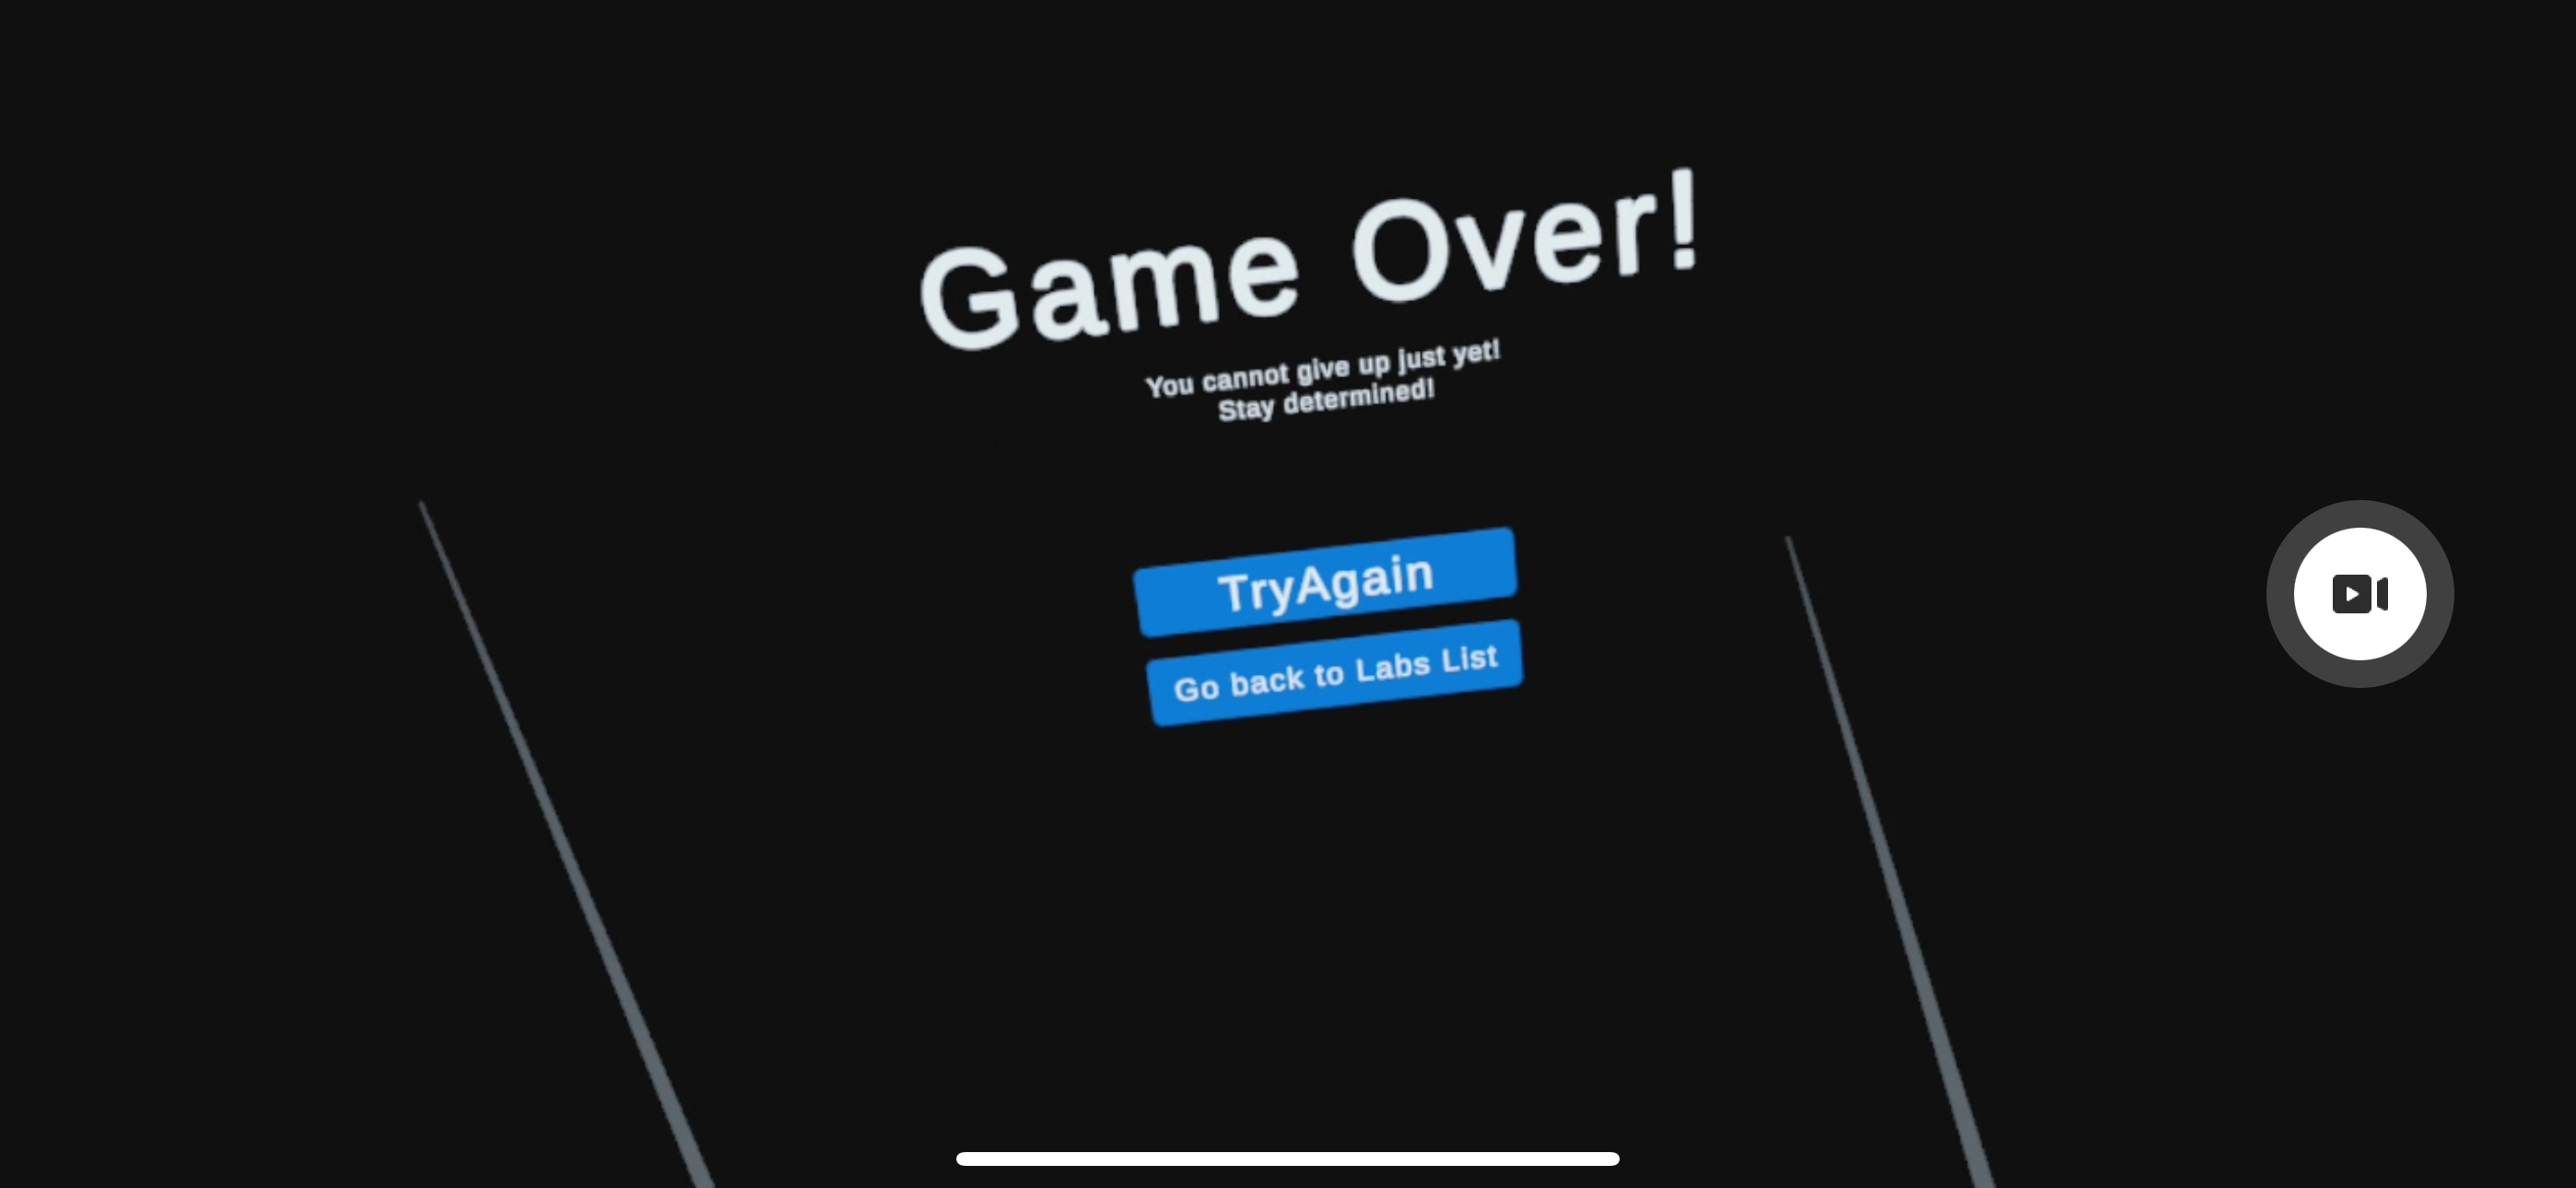 Game Over!
You cannot give up just yet!
Stay determined!
TryAgain
Go back to Labs List